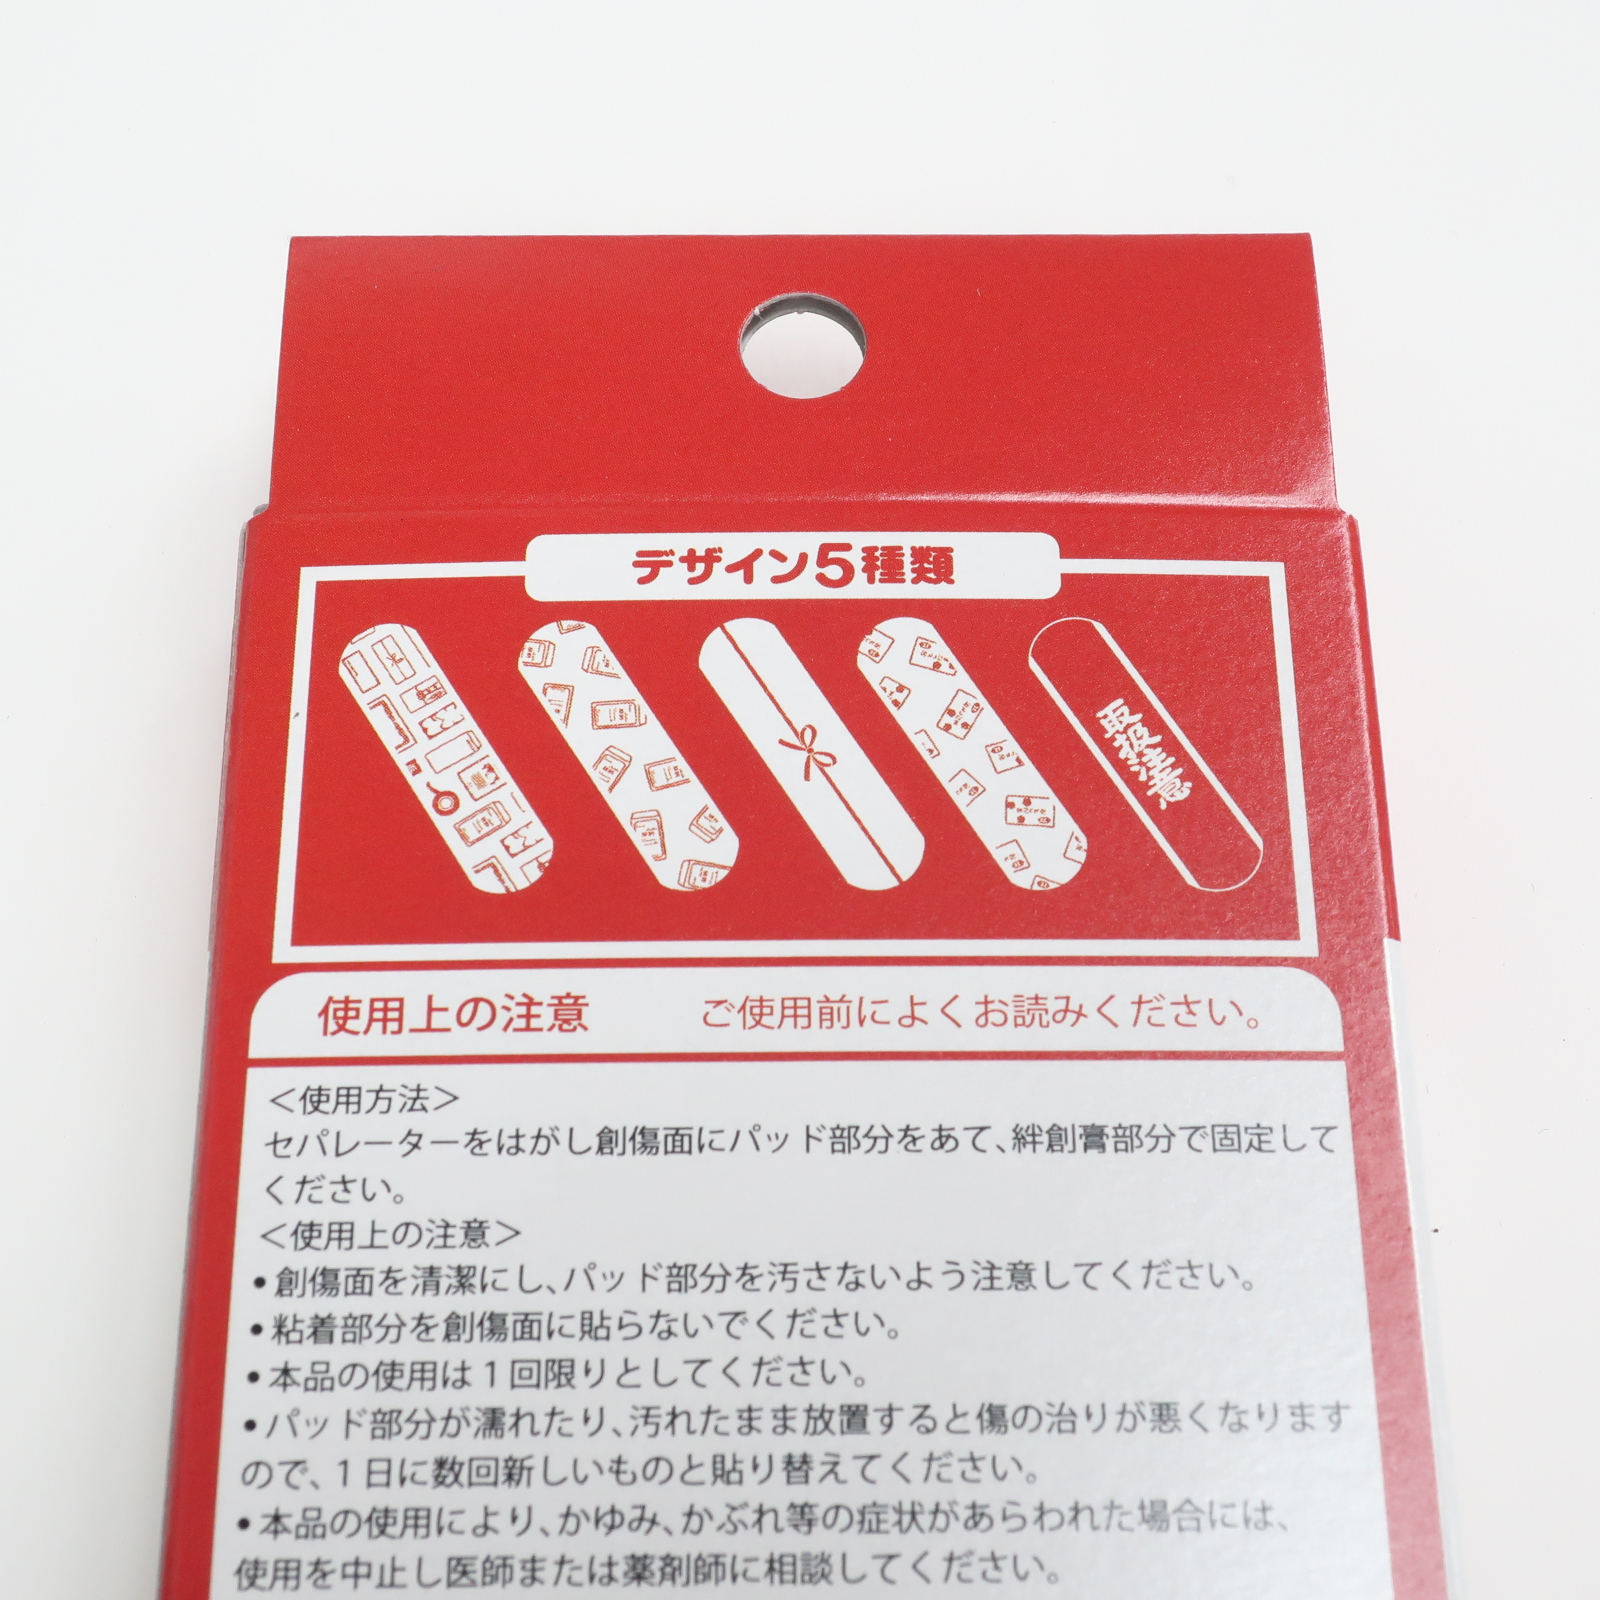 デザイン5種類
取扱注意
使用上の注意 ご使用前によくお読みください。
＜使用方法＞
セパレーターをはがし創傷面にパッド部分をあて、絆創膏部分で固定して
ください。
＜使用上の注意＞
•創傷面を清潔にし、パッド部分を汚さないよう注意してください。
•粘着部分を創傷面に貼らないでください。
•本品の使用は1回限りとしてください。
•パッド部分が濡れたり、汚れたまま放置すると傷の治りが悪くなります
ので、1日に数回新しいものと貼り替えてください。
•本品の使用により、かゆみ、かぶれ等の症状があらわれた場合には、
使用を中止し医師または薬剤師に相談してください。